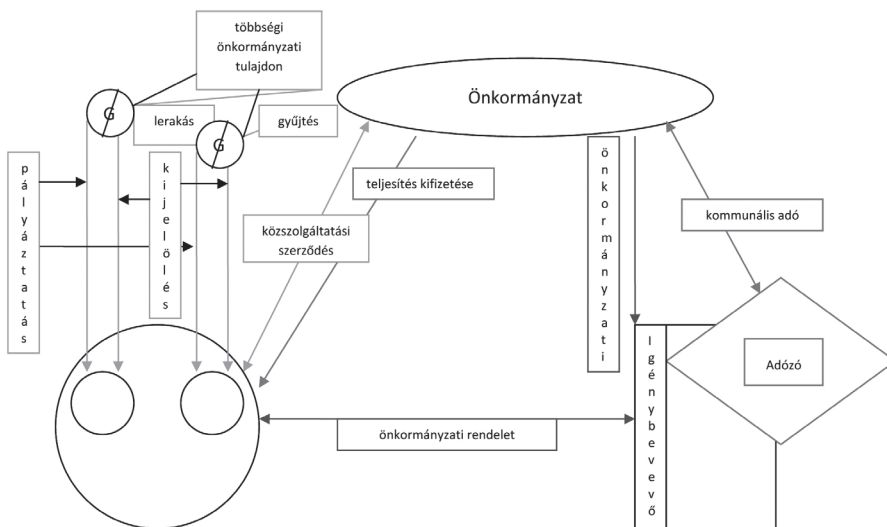 többségi
önkormányzati
tulajdon
G
lerakás
gyűjtés
G
Önkormányzat
pályáztatás
kijelölés
teljesítés kifizetése
önkormányzati
kommunális adó
közszolgáltatási
szerződés
Igénybevevő
Adózó
önkormányzati rendelet